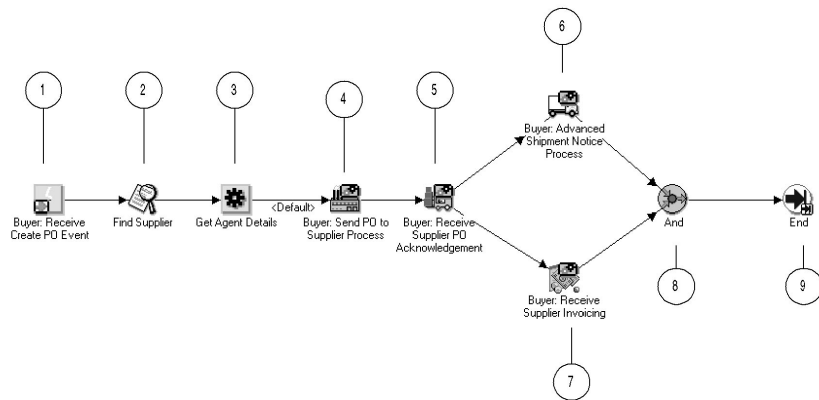 1
2
3
4
5
6
Buyer: Receive
Create PO Event
Find Supplier
Get Agent Details
<Default>
Buyer: Send PO to
Supplier Process
Buyer: Receive
Supplier PO
Acknowledgement
Buyer: Advanced
Shipment Notice
Process
Buyer: Receive
Supplier Invoicing
And
End
7
8
9